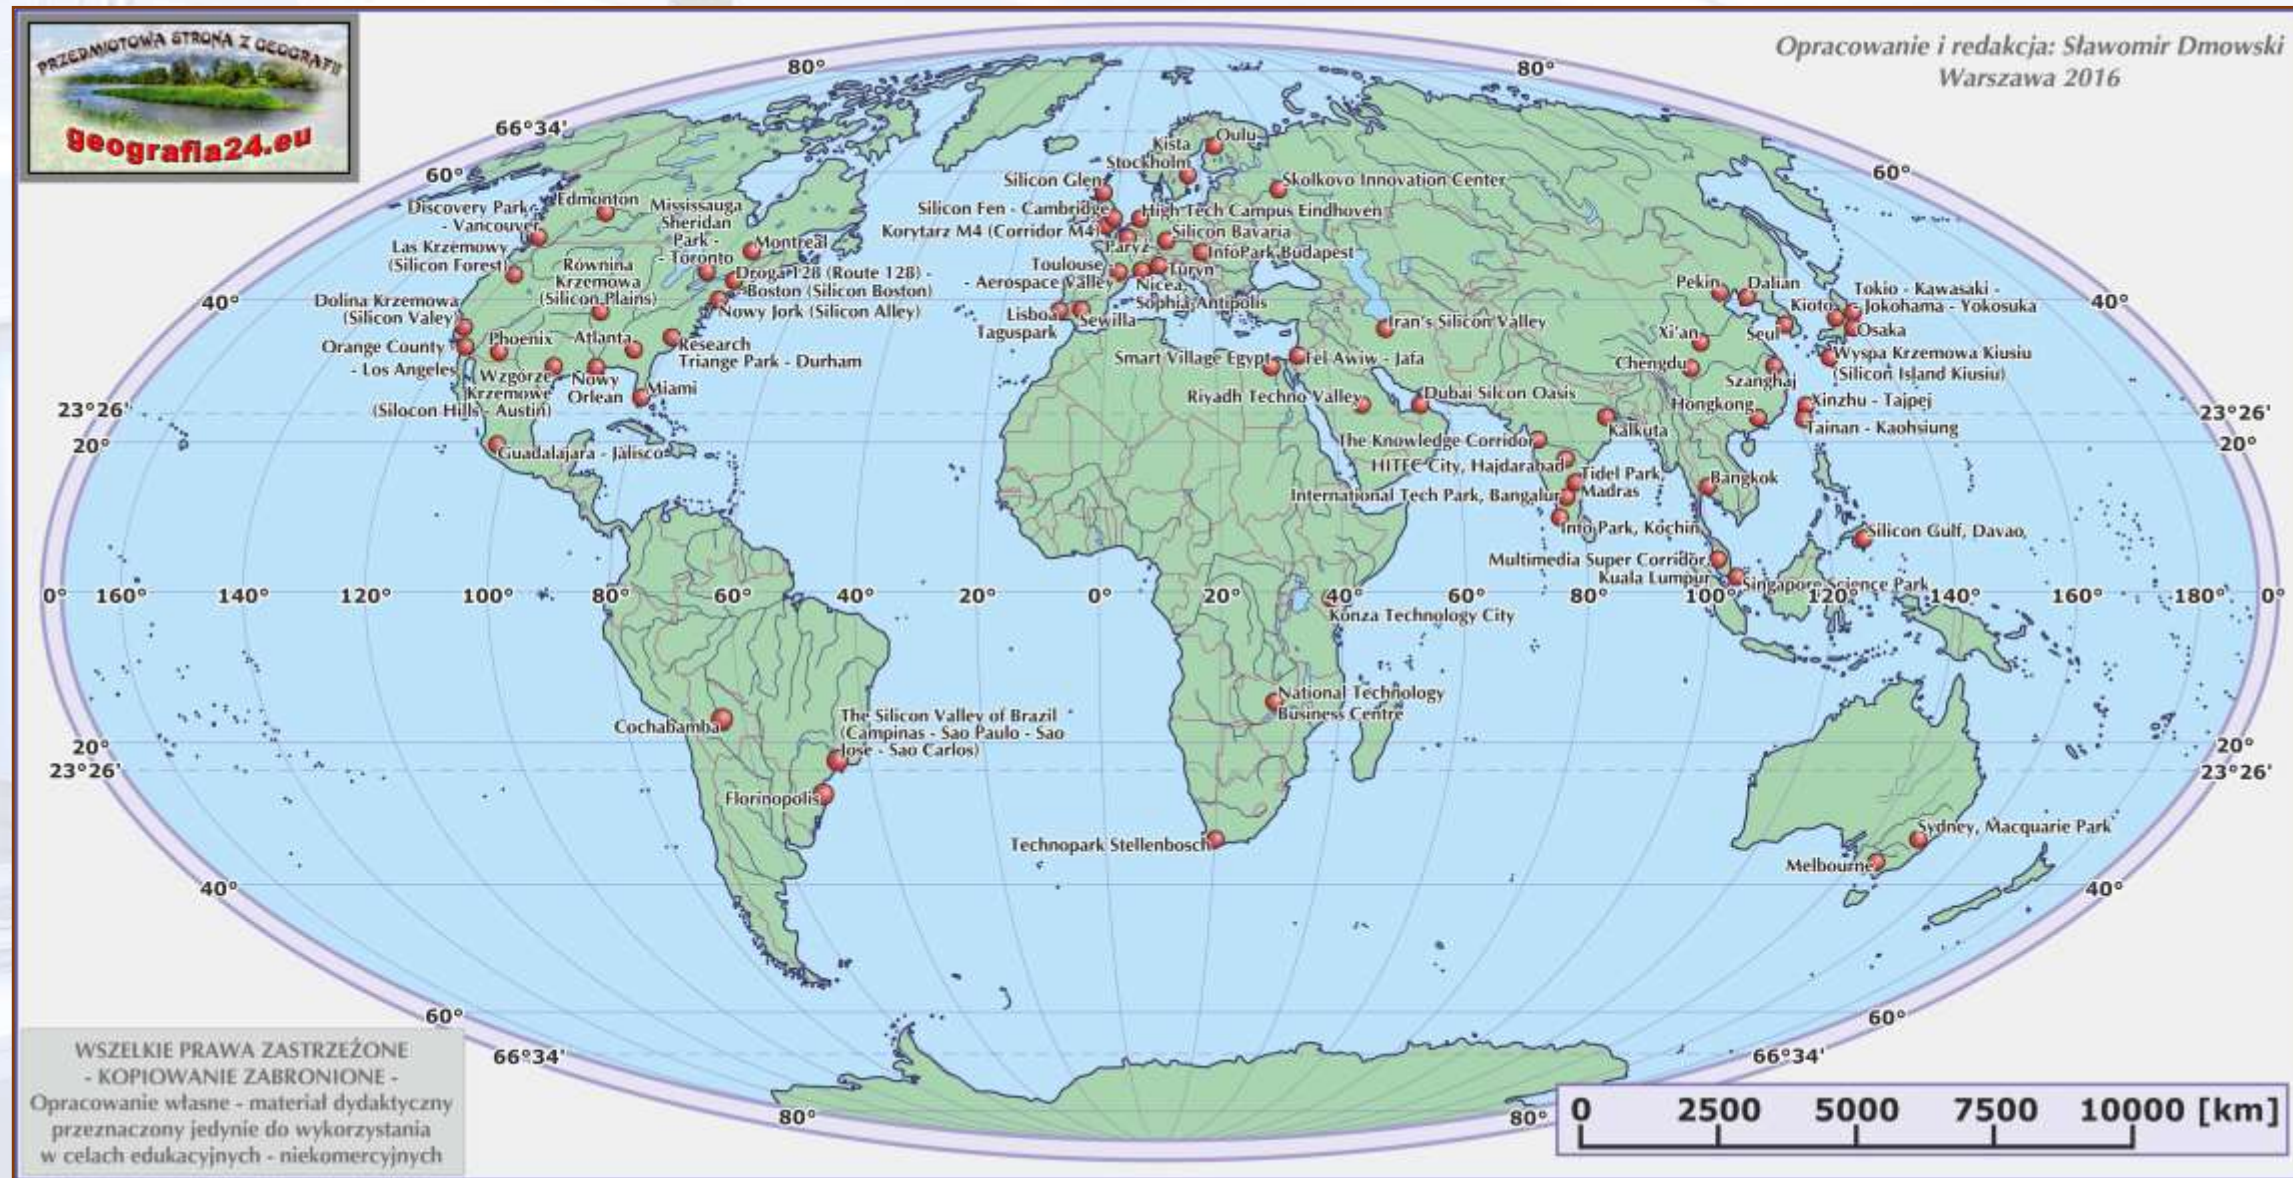 PRZEDMIOTOWA STRONA Z GEOGRAFII
geografia24.eu
Opracowanie i redakcja: Sławomir Dmowski
Warszawa 2016
80°
80°
66°34'
60°
60°
40°
40°
23°26'
23°26'
20°
20°
Oulu
Kista
Stockholm
Silicon Glen
Skolkovo Innovation Center
Silicon Fen - Cambridge
High Tech Campus Eindhoven
Korytarz M4 (Corridor M4)
Silicon Bavaria
Paryż
InfoPark Budapest
Toulouse
- Aerospace Valley
Turyn
Nicea,
Sophia Antipolis
Lisboa
Taguspark
Sewilla
Edmonton
Discovery Park -
- Vancouver
Mississauga
Sheridan
Park -
- Toronto
Montreal
Las Krzemowy
(Silicon Forest)
Równina
Krzemowa
(Silicon Plains)
Droga 128 (Route 128) -
- Boston (Silicon Boston)
Dolina Krzemowa
(Silicon Valey)
Nowy Jork (Silicon Alley)
Orange County
- Los Angeles
Phoenix
Atlanta
Research
Triange Park - Durham
Wzgórze
Krzemowe
(Silocon Hills - Austin)
Nowy
Orlean
Miami
Guadalajara - Jalisco
Iran's Silicon Valley
Smart Village Egypt
Tel Awiw - Jafa
Riyadh Techno Valley
Dubai Silcon Oasis
Pekin
Dalian
Tokio - Kawasaki -
- Jokohama - Yokosuka
Kioto
Xi'an
Seul
Osaka
Chengdu
Wyspa Krzemowa Kiusiu
(Silicon Island Kiusiu)
Szanghaj
Hongkong
Xinzhu - Tajpej
Tainan - Kaohsiung
Kalkuta
The Knowledge Corridor
HITEC City, Hajdarabad
Tidel Park,
Madras
International Tech Park, Bangalur
Info Park, Kochin
Bangkok
Silicon Gulf, Davao,
Multimedia Super Corridor,
Kuala Lumpur
Singapore Science Park
0° 160° 140° 120° 100° 80° 60° 40° 20° 0° 20° 40° 60° 80° 100° 120° 140° 160° 180° 0°
Konza Technology City
National Technology
Business Centre
Cochabamba
The Silicon Valley of Brazil
(Campinas - Sao Paulo - Sao
Jose - Sao Carlos)
Florinopolis
Technopark Stellenbosch
Sydney, Macquarie Park
Melbourne
20°
20°
23°26'
23°26'
40°
40°
60°
60°
66°34'
66°34'
80°
80°
WSZELKIE PRAWA ZASTRZEŻONE
- KOPIOWANIE ZABRONIONE -
Opracowanie własne - materiał dydaktyczny
przeznaczony jedynie do wykorzystania
w celach edukacyjnych - niekomercyjnych
0 2500 5000 7500 10000 [km]